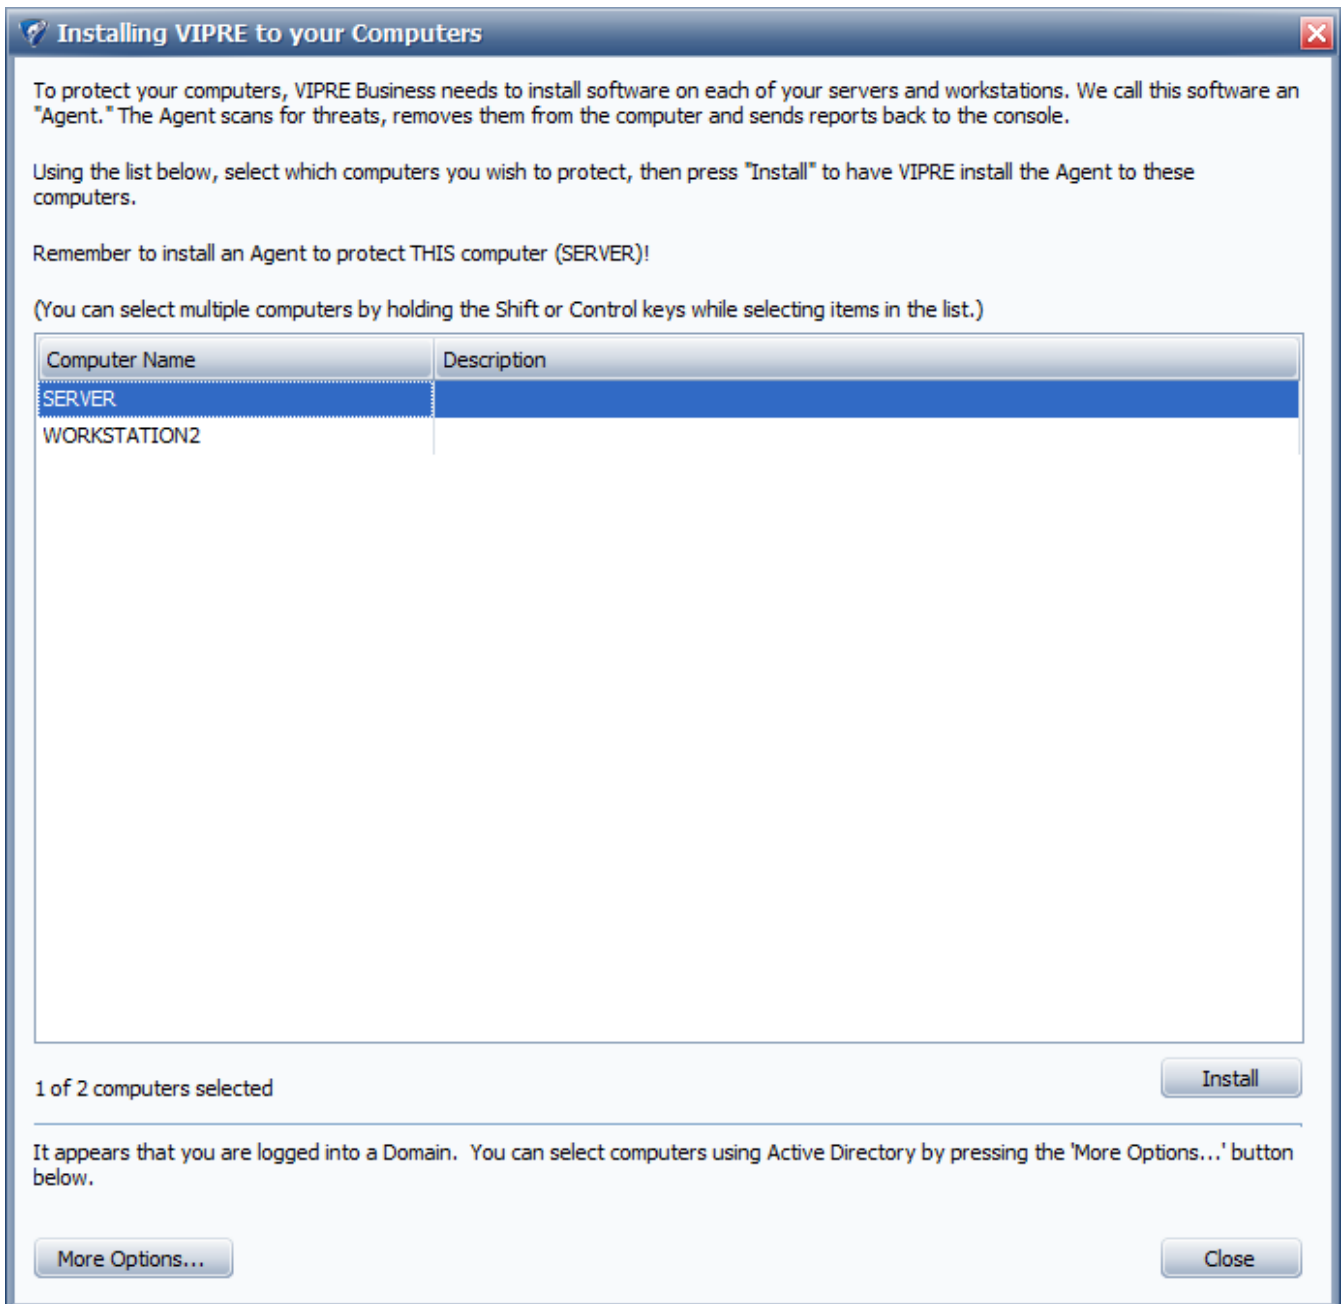 Installing VIPRE to your Computers
To protect your computers, VIPRE Business needs to install software on each of your servers and workstations. We call this software an
"Agent." The Agent scans for threats, removes them from the computer and sends reports back to the console.
Using the list below, select which computers you wish to protect, then press "Install" to have VIPRE install the Agent to these
computers.
Remember to install an Agent to protect THIS computer (SERVER)!
(You can select multiple computers by holding the Shift or Control keys while selecting items in the list.)
Computer Name Description
SERVER
WORKSTATION2
1 of 2 computers selected
Install
It appears that you are logged into a Domain.  You can select computers using Active Directory by pressing the 'More Options...' button
below.
More Options... Close